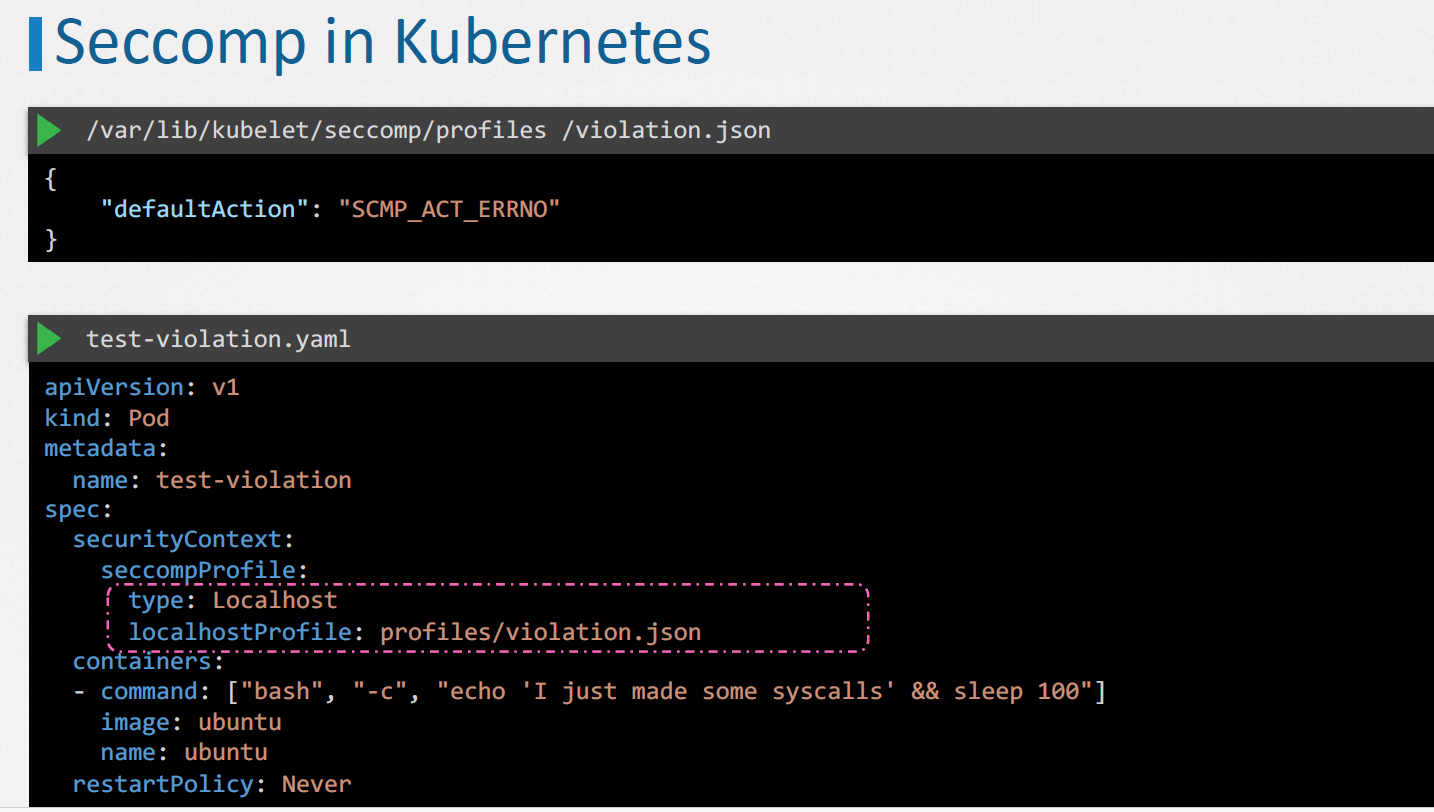 Seccomp in Kubernetes
/var/lib/kubelet/seccomp/profiles /violation.json
{
    "defaultAction": "SCMP_ACT_ERRNO"
}
test-violation.yaml
apiVersion: v1
kind: Pod
metadata:
  name: test-violation
spec:
  securityContext:
    seccompProfile:
      type: Localhost
      localhostProfile: profiles/violation.json
  containers:
  - command: ["bash", "-c", "echo 'I just made some syscalls' && sleep 100"]
    image: ubuntu
    name: ubuntu
  restartPolicy: Never